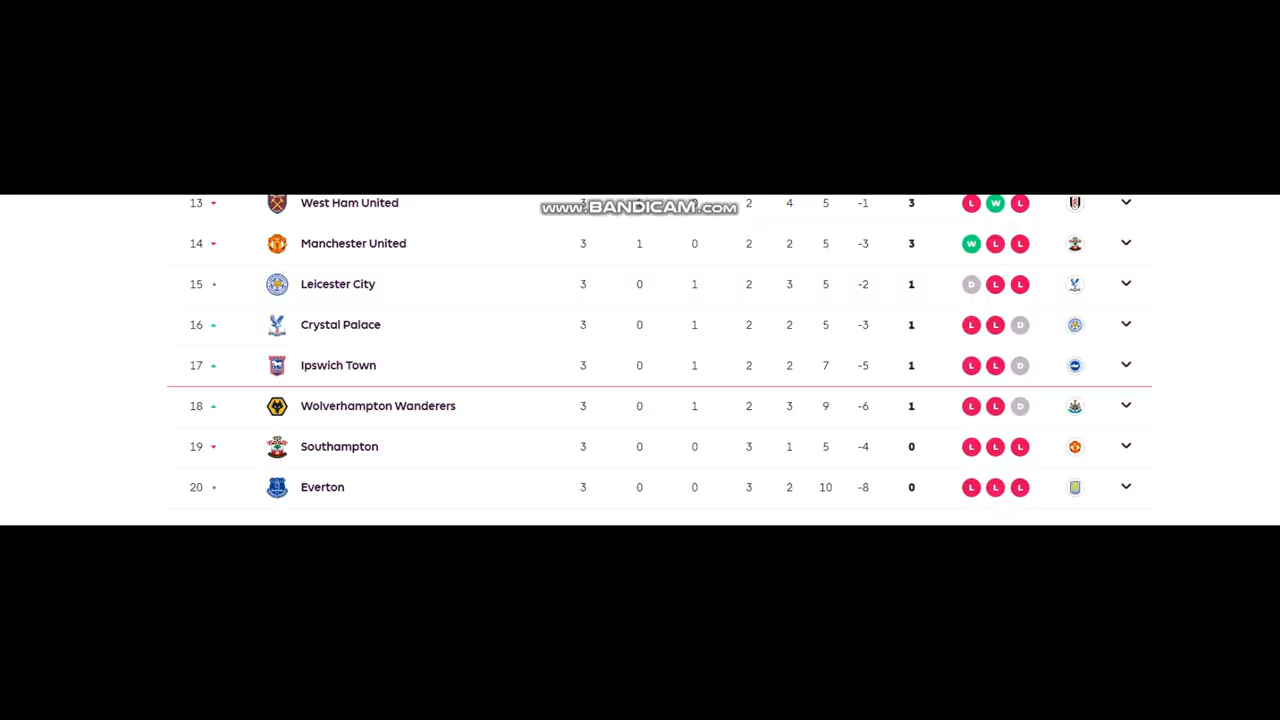 www.BANDICAM.com
13 West Ham United 3 2 4 5 -1 3 L W L
14 Manchester United 3 1 0 2 2 5 -3 3 W L L
15 Leicester City 3 0 1 2 3 5 -2 1 D L L
16 Crystal Palace 3 0 1 2 2 5 -3 1 L L D
17 Ipswich Town 3 0 1 2 2 7 -5 1 L L D
18 Wolverhampton Wanderers 3 0 1 2 3 9 -6 1 L L D
19 Southampton 3 0 0 3 1 5 -4 0 L L L
20 Everton 3 0 0 3 2 10 -8 0 L L L